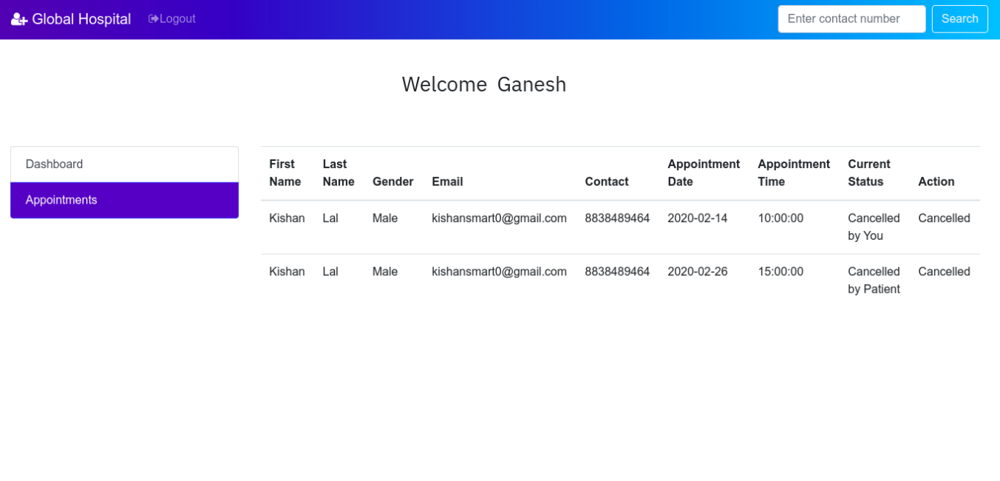 Global Hospital Logout Enter contact number Search
Welcome Ganesh
Dashboard
Appointments
First Name Last Name Gender Email Contact Appointment Date Appointment Time Current Status Action
Kishan Lal Male kishansmart0@gmail.com 8838489464 2020-02-14 10:00:00 Cancelled by You Cancelled
Kishan Lal Male kishansmart0@gmail.com 8838489464 2020-02-26 15:00:00 Cancelled by Patient Cancelled